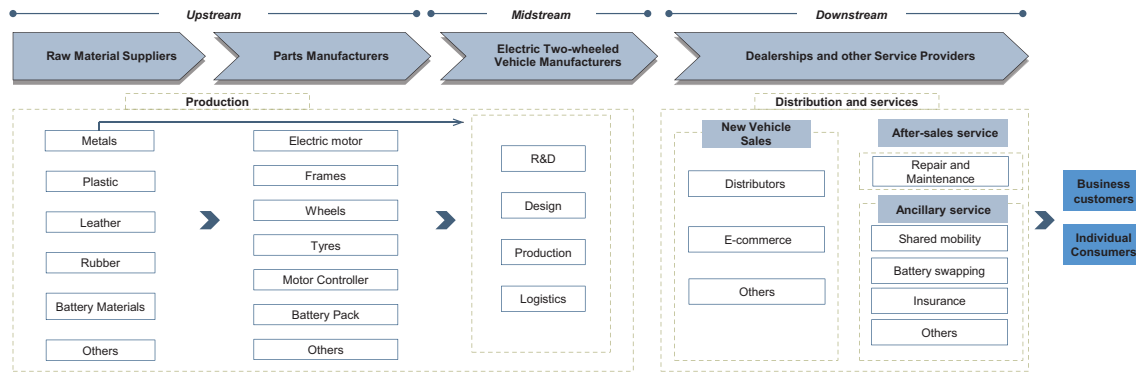 Upstream
Midstream
Downstream
Raw Material Suppliers
Parts Manufacturers
Electric Two-wheeled
Vehicle Manufacturers
Dealerships and other Service Providers
Production
Distribution and services
Metals
Plastic
Leather
Rubber
Battery Materials
Others
Electric motor
Frames
Wheels
Tyres
Motor Controller
Battery Pack
Others
R&D
Design
Production
Logistics
New Vehicle
Sales
Distributors
E-commerce
Others
After-sales service
Repair and
Maintenance
Ancillary service
Shared mobility
Battery swapping
Insurance
Others
Business
customers
Individual
Consumers